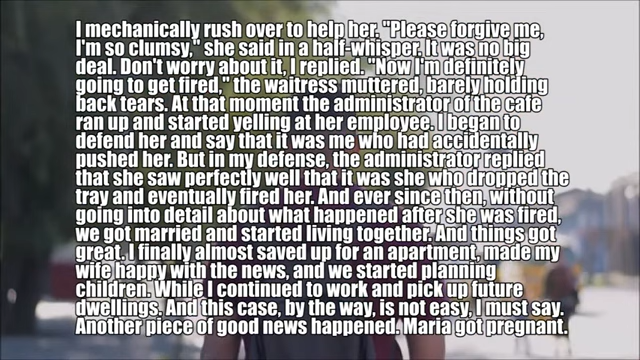 I mechanically rush over to help her. "Please forgive me,
I'm so clumsy," she said in a half-whisper. It was no big
deal. Don't worry about it, I replied. "Now I'm definitely
going to get fired," the waitress muttered, barely holding
back tears. At that moment the administrator of the cafe
ran up and started yelling at her employee. I began to
defend her and say that it was me who had accidentally
pushed her. But in my defense, the administrator replied
that she saw perfectly well that it was she who dropped the
tray and eventually fired her. And ever since then, without
going into detail about what happened after she was fired,
we got married and started living together. And things got
great. I finally almost saved up for an apartment, made my
wife happy with the news, and we started planning
children. While I continued to work and pick up future
dwellings. And this case, by the way, is not easy, I must say.
Another piece of good news happened. Maria got pregnant.